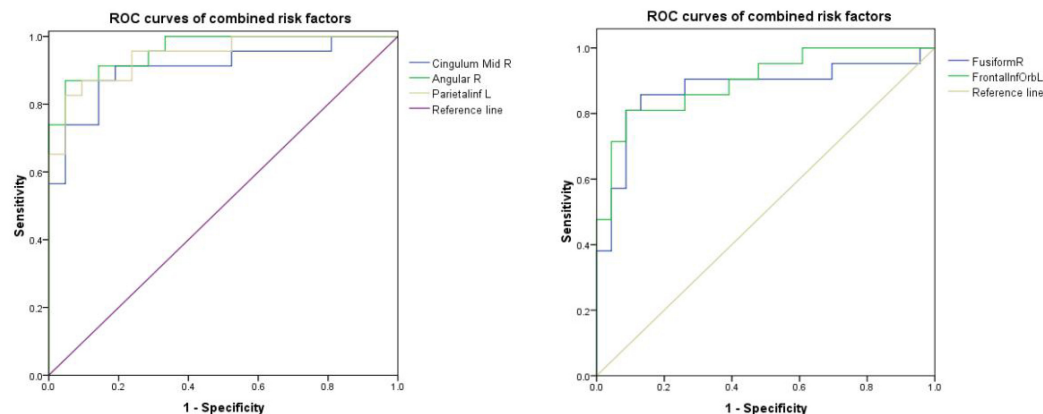 ROC curves of combined risk factors
Sensitivity
1.0
0.8
0.6
0.4
0.2
0.0
0.0 0.2 0.4 0.6 0.8 1.0
1 - Specificity
Cingulum Mid R
Angular R
Parietalinf L
Reference line
ROC curves of combined risk factors
Sensitivity
1.0
0.8
0.6
0.4
0.2
0.0
0.0 0.2 0.4 0.6 0.8 1.0
1 - Specificity
FusiformR
FrontalInfOrbL
Reference line